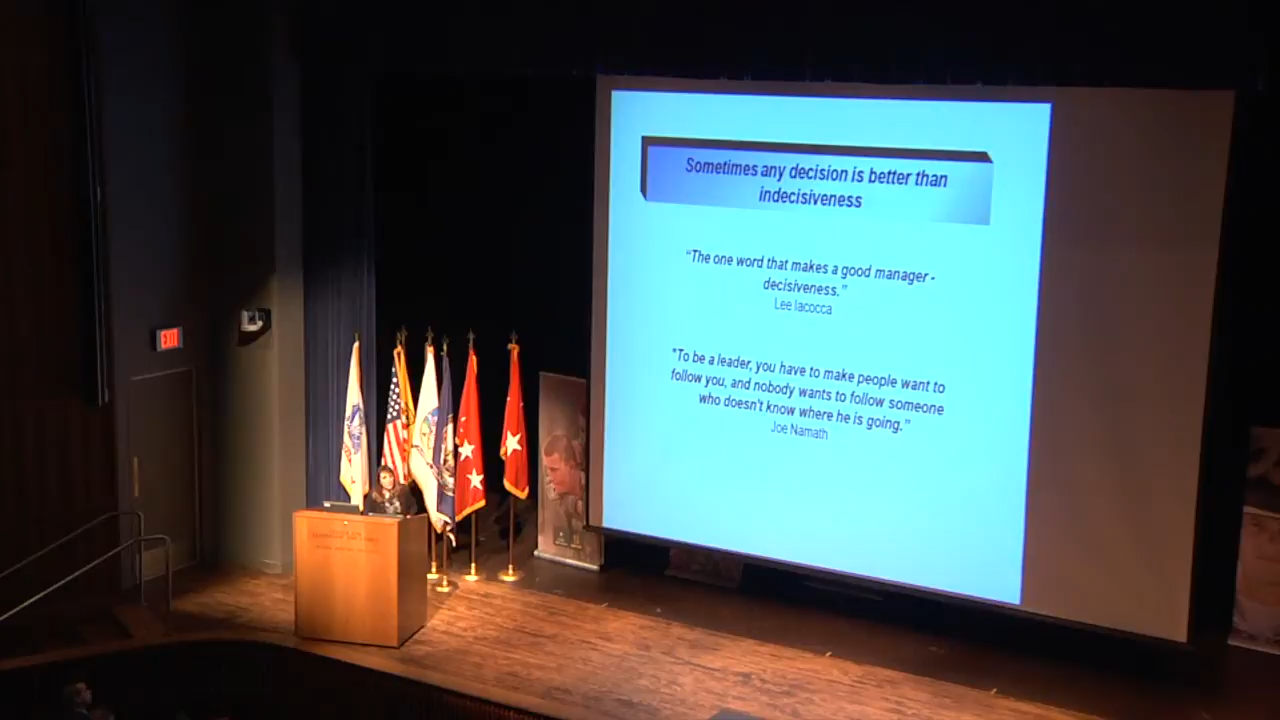 Sometimes any decision is better than
indecisiveness
“The one word that makes a good manager -
decisiveness.”
Lee Iacocca
"To be a leader, you have to make people want to
follow you, and nobody wants to follow someone
who doesn't know where he is going.”
Joe Namath
EXIT